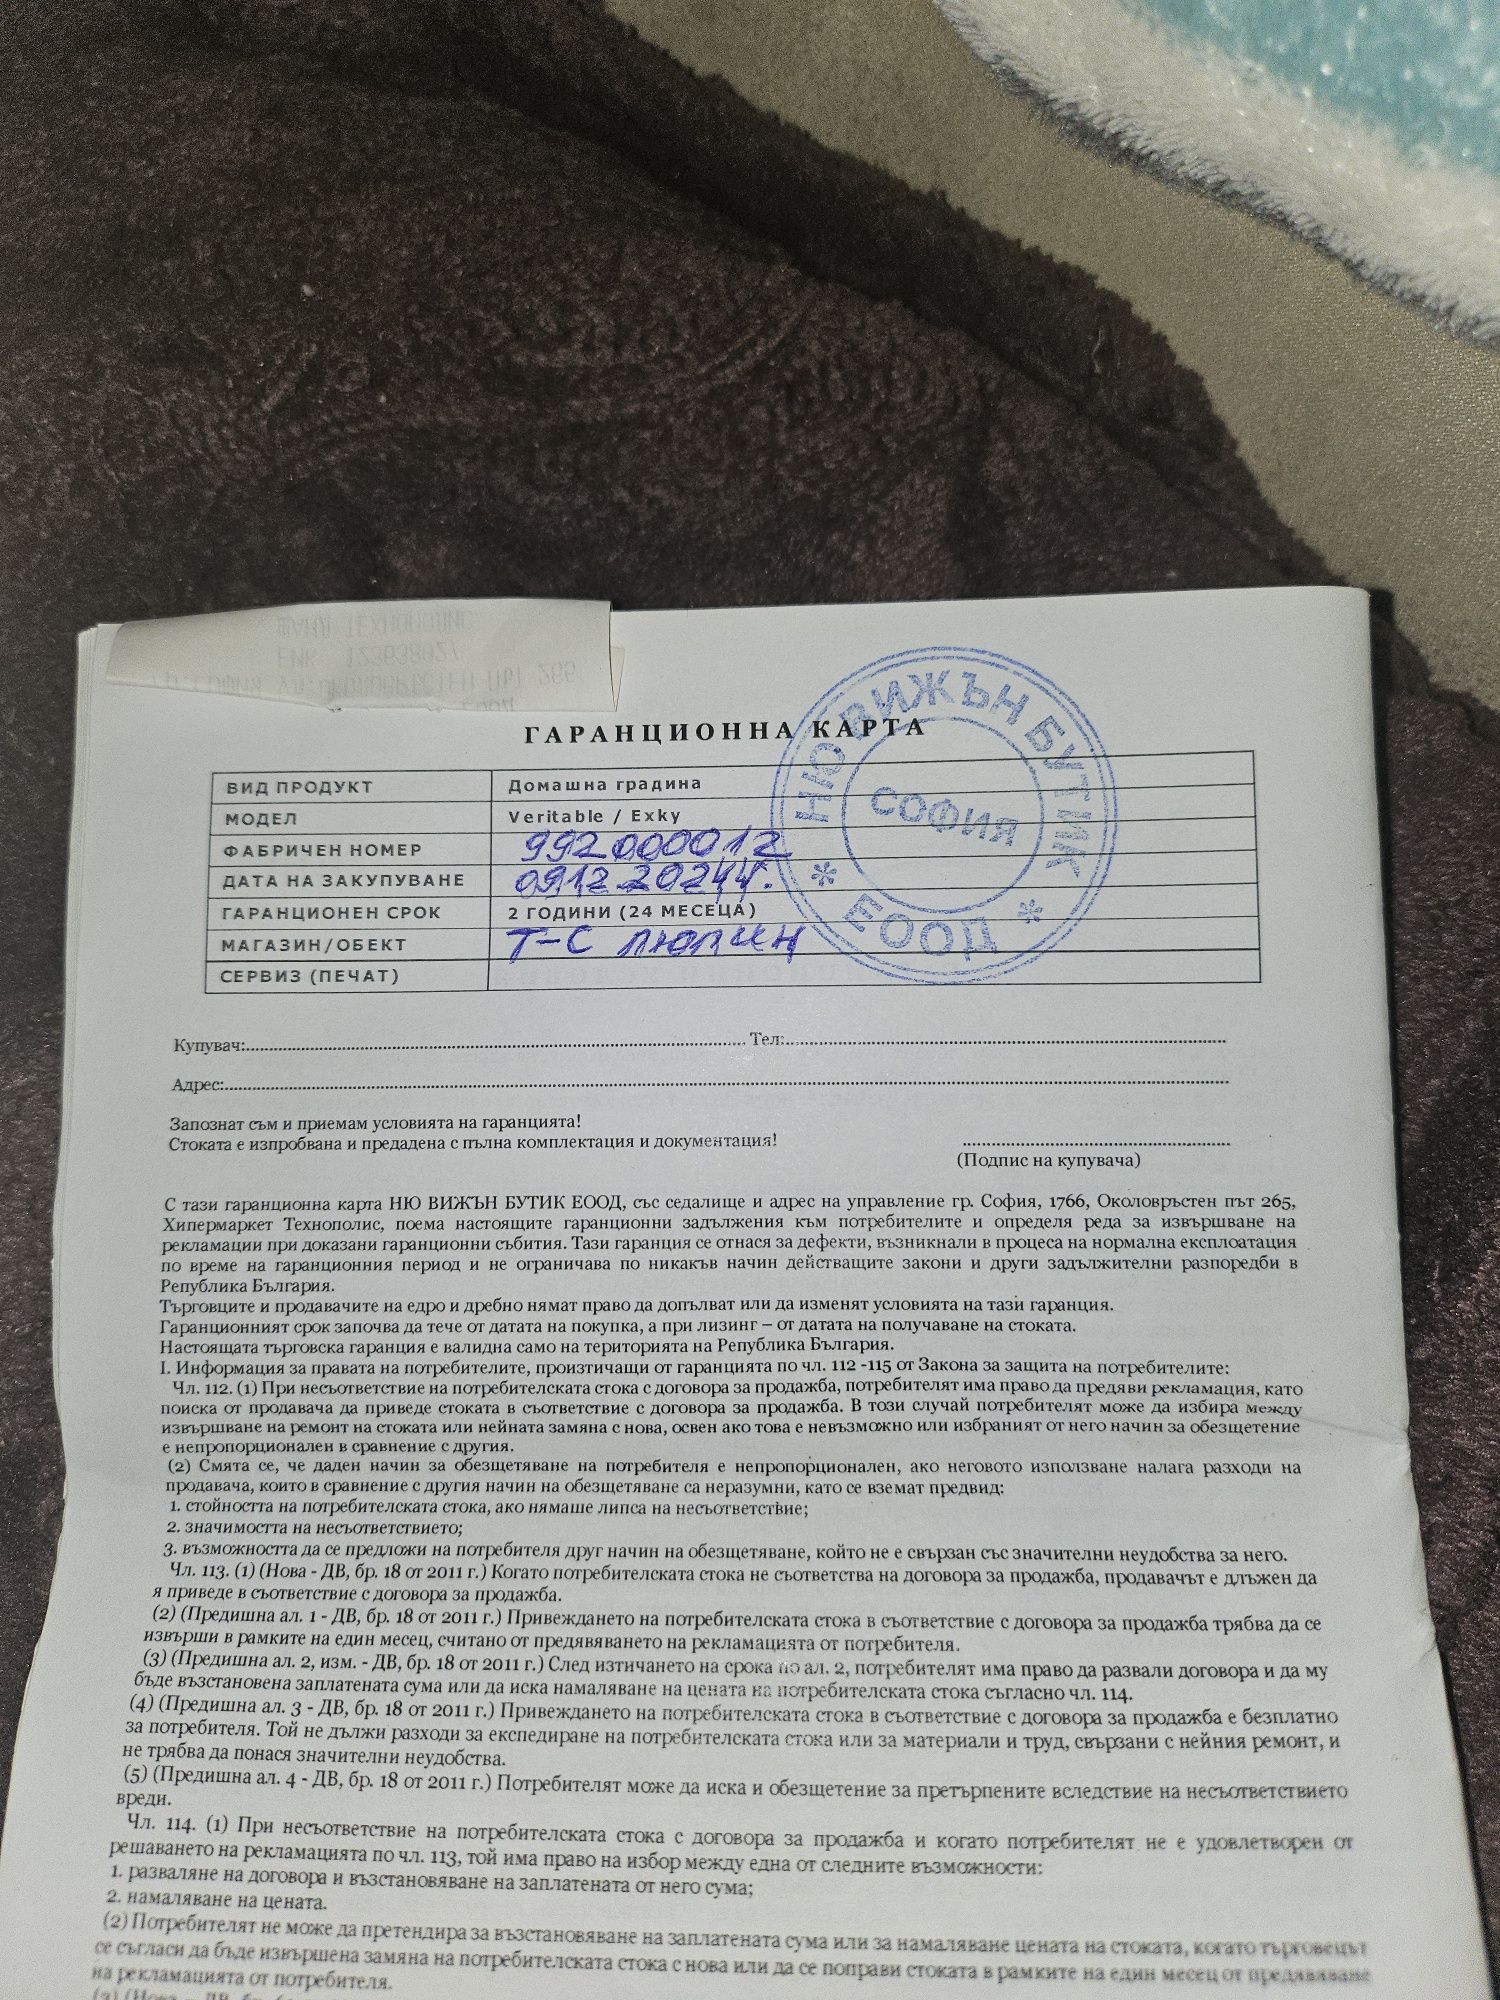 ФАЛИ ТЕХНОПОЛИС
ЕИК
265
ГАРАНЦИОННА КАРТА
НЮ ВИЖЪН БУТИК
СОФИЯ
* ЕООД *
ВИД ПРОДУКТ Домашна градина
МОДЕЛ Veritable / Exky
ФАБРИЧЕН НОМЕР 992000012
ДАТА НА ЗАКУПУВАНЕ 09.12.2024г.
ГАРАНЦИОНЕН СРОК 2 ГОДИНИ (24 МЕСЕЦА)
МАГАЗИН/ОБЕКТ Т-С люлин
СЕРВИЗ (ПЕЧАТ)
Купувач: Тел:
Адрес:
Запознат съм и приемам условията на гаранцията!
Стоката е изпробвана и предадена с пълна комплектация и документация!
(Подпис на купувача)
С тази гаранционна карта НЮ ВИЖЪН БУТИК ЕООД, със седалище и адрес на управление гр. София, 1766, Околовръстен път 265,
Хипермаркет Технополис, поема настоящите гаранционни задължения към потребителите и определя реда за извършване на
рекламации при доказани гаранционни събития. Тази гаранция се отнася за дефекти, възникнали в процеса на нормална експлоатация
по време на гаранционния период и не ограничава по никакъв начин действащите закони и други задължителни разпоредби в
Република България.
Търговците и продавачите на едро и дребно нямат право да допълват или да изменят условията на тази гаранция.
Гаранционният срок започва да тече от датата на покупка, а при лизинг – от датата на получаване на стоката.
Настоящата търговска гаранция е валидна само на територията на Република България.
I. Информация за правата на потребителите, произтичащи от гаранцията по чл. 112 -115 от Закона за защита на потребителите:
Чл. 112. (1) При несъответствие на потребителската стока с договора за продажба, потребителят има право да предяви рекламация, като
поиска от продавача да приведе стоката в съответствие с договора за продажба. В този случай потребителят може да избира между
извършване на ремонт на стоката или нейната замяна с нова, освен ако това е невъзможно или избраният от него начин за обезщетение
е непропорционален в сравнение с другия.
(2) Смята се, че даден начин за обезщетяване на потребителя е непропорционален, ако неговото използване налага разходи на
продавача, които в сравнение с другия начин на обезщетяване са неразумни, като се вземат предвид:
1. стойността на потребителската стока, ако нямаше липса на несъответствие;
2. значимостта на несъответствието;
3. възможността да се предложи на потребителя друг начин на обезщетяване, който не е свързан със значителни неудобства за него.
Чл. 113. (1) (Нова - ДВ, бр. 18 от 2011 г.) Когато потребителската стока не съответства на договора за продажба, продавачът е длъжен да
я приведе в съответствие с договора за продажба.
(2) (Предишна ал. 1 - ДВ, бр. 18 от 2011 г.) Привеждането на потребителската стока в съответствие с договора за продажба трябва да се
извърши в рамките на един месец, считано от предявяването на рекламацията от потребителя.
(3) (Предишна ал. 2, изм. - ДВ, бр. 18 от 2011 г.) След изтичането на срока по ал. 2, потребителят има право да развали договора и да му
бъде възстановена заплатената сума или да иска намаляване на цената на потребителската стока съгласно чл. 114.
(4) (Предишна ал. 3 - ДВ, бр. 18 от 2011 г.) Привеждането на потребителската стока в съответствие с договора за продажба е безплатно
за потребителя. Той не дължи разходи за експедиране на потребителската стока или за материали и труд, свързани с нейния ремонт, и
не трябва да понася значителни неудобства.
(5) (Предишна ал. 4 - ДВ, бр. 18 от 2011 г.) Потребителят може да иска и обезщетение за претърпените вследствие на несъответствието
вреди.
Чл. 114. (1) При несъответствие на потребителската стока с договора за продажба и когато потребителят не е удовлетворен от
решаването на рекламацията по чл. 113, той има право на избор между една от следните възможности:
1. разваляне на договора и възстановяване на заплатената от него сума;
2. намаляване на цената.
(2) Потребителят не може да претендира за възстановяване на заплатената сума или за намаляване цената на стоката, когато търговецът
се съгласи да бъде извършена замяна на потребителската стока с нова или да се поправи стоката в рамките на един месец от предявяване
на рекламацията от потребителя.